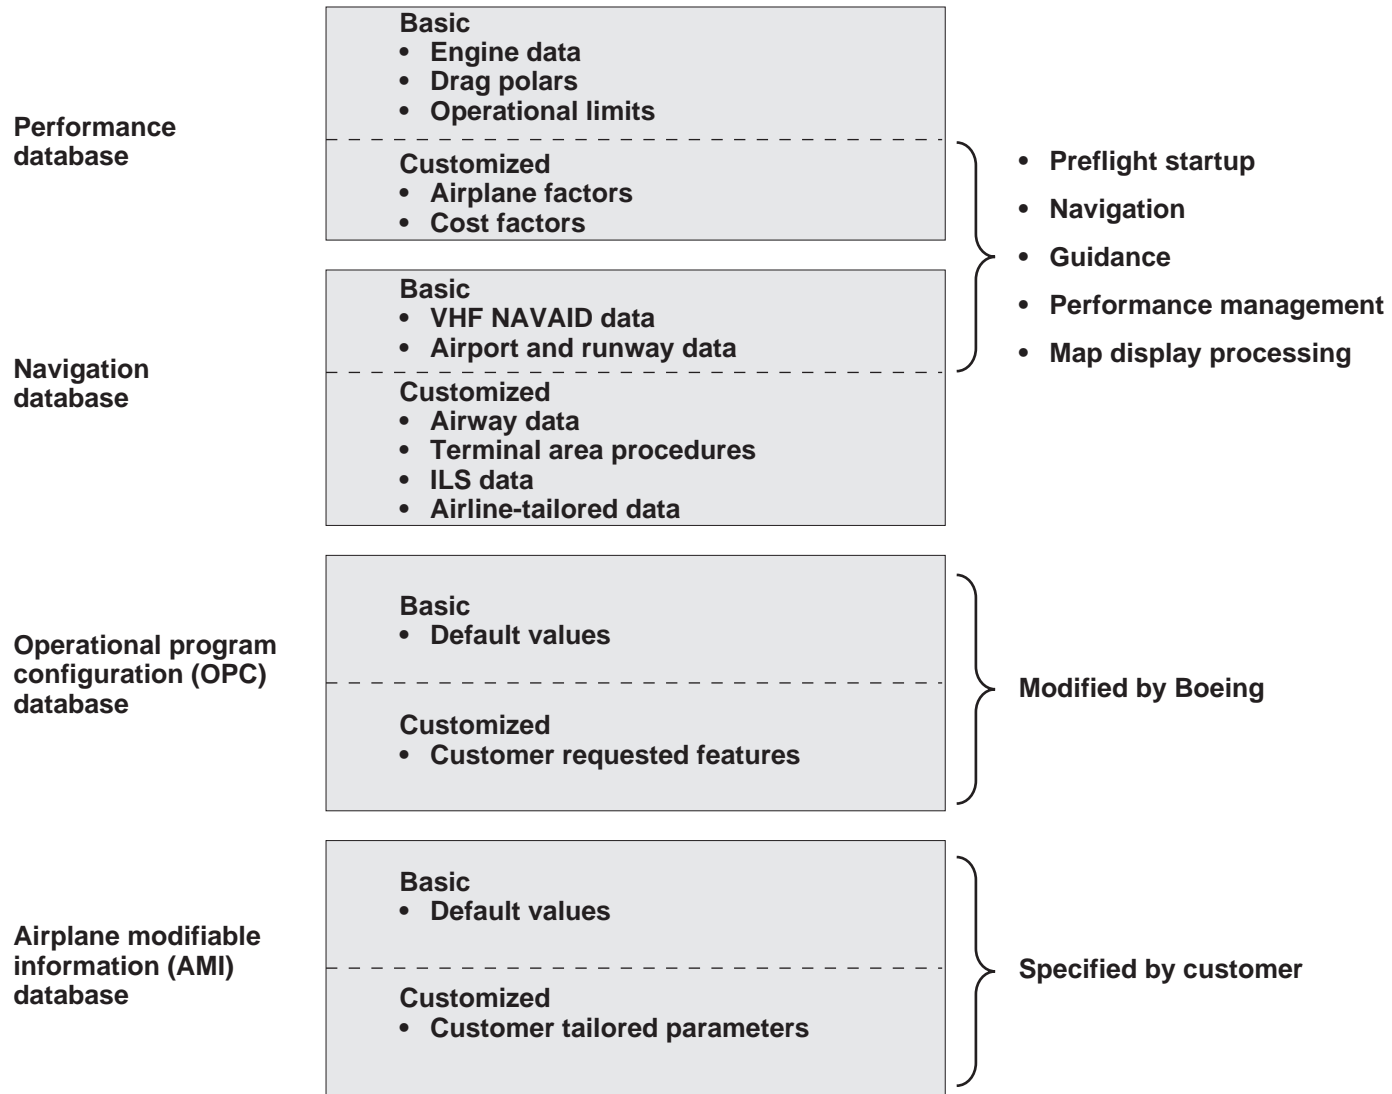 Performance
database
Basic
• Engine data
• Drag polars
• Operational limits
Customized
• Airplane factors
• Cost factors
Navigation
database
Basic
• VHF NAVAID data
• Airport and runway data
Customized
• Airway data
• Terminal area procedures
• ILS data
• Airline-tailored data
• Preflight startup
• Navigation
• Guidance
• Performance management
• Map display processing
Operational program
configuration (OPC)
database
Basic
• Default values
Customized
• Customer requested features
Modified by Boeing
Airplane modifiable
information (AMI)
database
Basic
• Default values
Customized
• Customer tailored parameters
Specified by customer